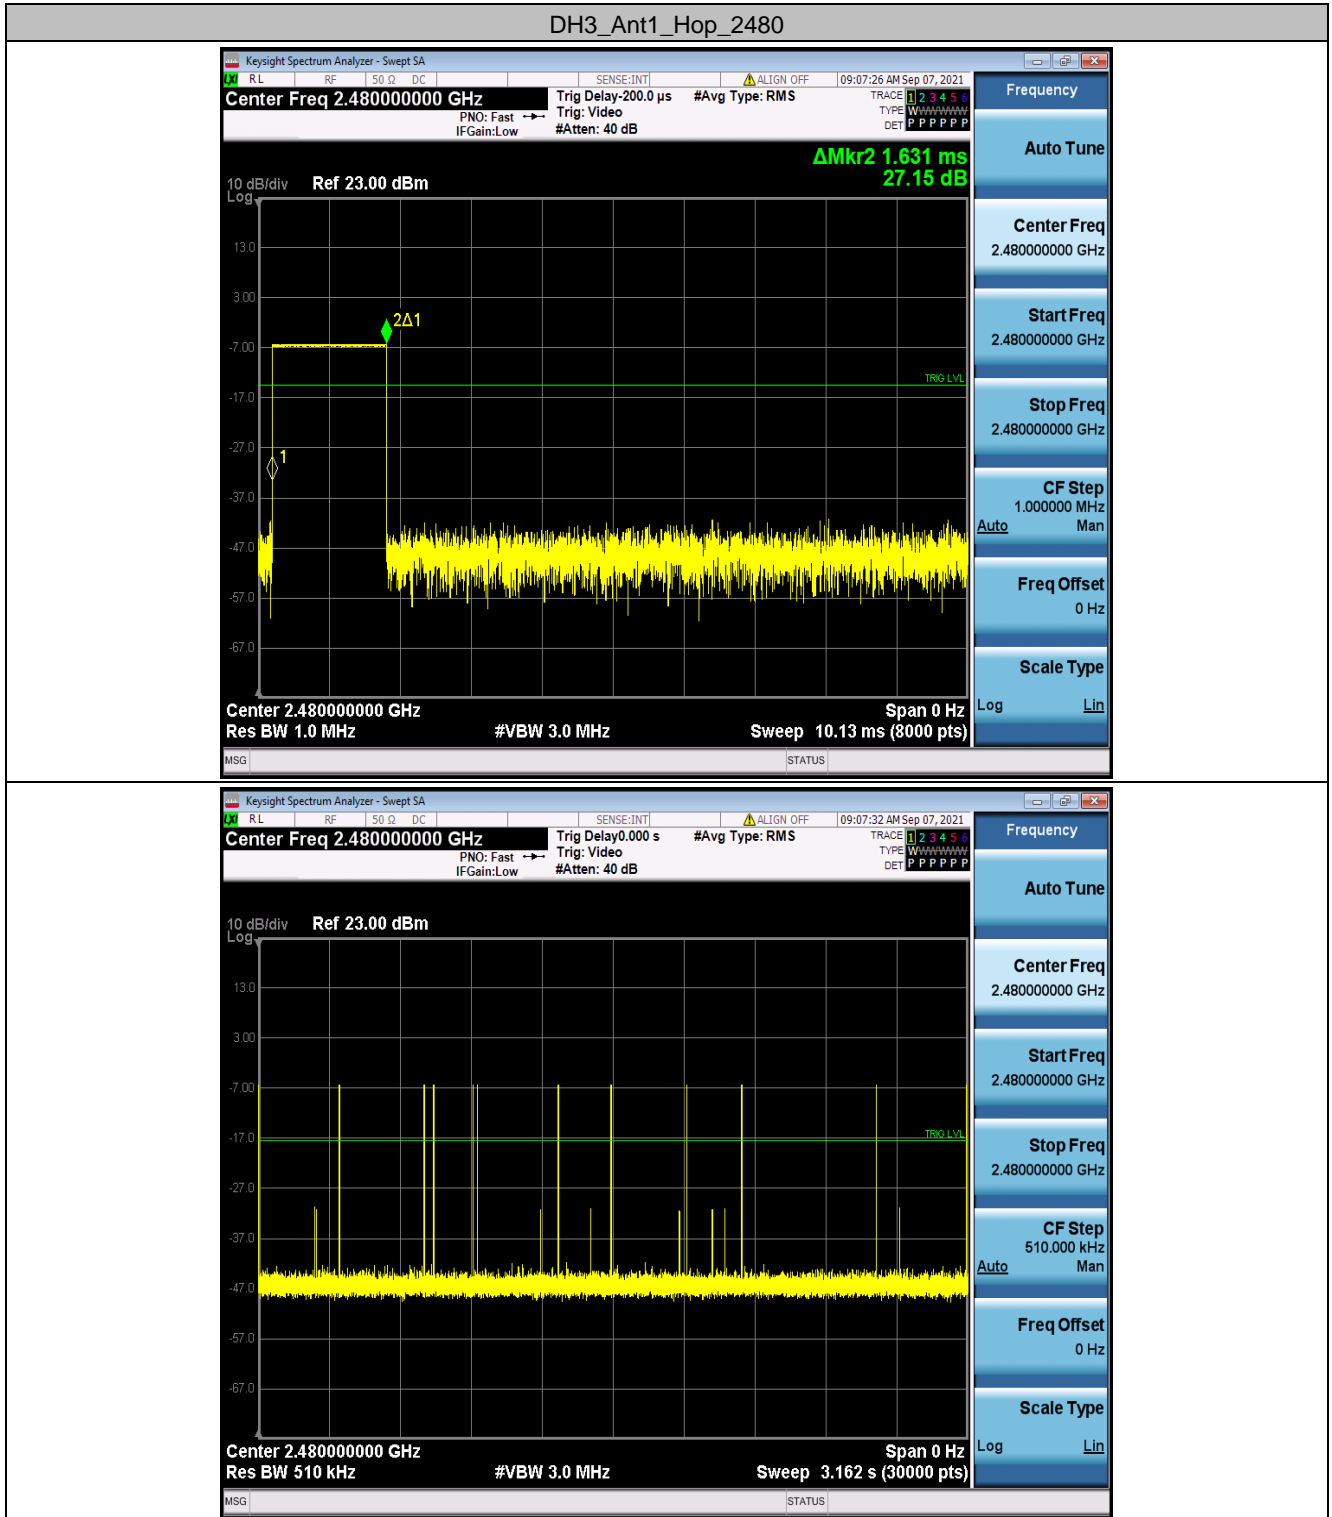 DH3_Ant1_Hop_2480
Keysight Spectrum Analyzer - Swept SA
LXI RL RF 50 Ω DC SENSE:INT ALIGN OFF 09:07:26 AM Sep 07, 2021
Center Freq 2.480000000 GHz Trig Delay-200.0 µs #Avg Type: RMS TRACE 1 2 3 4 5 6
PNO: Fast Trig: Video TYPE WWWWWW
IFGain:Low #Atten: 40 dB DET P P P P P P
ΔMkr2 1.631 ms
27.15 dB
10 dB/div Ref 23.00 dBm
Log
13.0
3.00
2Δ1
-7.00
TRIG LVL
-17.0
-27.0
1
-37.0
-47.0
-57.0
-67.0
Center 2.480000000 GHz Span 0 Hz
Res BW 1.0 MHz #VBW 3.0 MHz Sweep 10.13 ms (8000 pts)
MSG STATUS
Frequency
Auto Tune
Center Freq
2.480000000 GHz
Start Freq
2.480000000 GHz
Stop Freq
2.480000000 GHz
CF Step
1.000000 MHz
Auto Man
Freq Offset
0 Hz
Scale Type
Log Lin
Keysight Spectrum Analyzer - Swept SA
LXI RL RF 50 Ω DC SENSE:INT ALIGN OFF 09:07:32 AM Sep 07, 2021
Center Freq 2.480000000 GHz Trig Delay0.000 s #Avg Type: RMS TRACE 1 2 3 4 5 6
PNO: Fast Trig: Video TYPE WWWWWW
IFGain:Low #Atten: 40 dB DET P P P P P P
10 dB/div Ref 23.00 dBm
Log
13.0
3.00
-7.00
-17.0 TRIG LVL
-27.0
-37.0
-47.0
-57.0
-67.0
Center 2.480000000 GHz Span 0 Hz
Res BW 510 kHz #VBW 3.0 MHz Sweep 3.162 s (30000 pts)
MSG STATUS
Frequency
Auto Tune
Center Freq
2.480000000 GHz
Start Freq
2.480000000 GHz
Stop Freq
2.480000000 GHz
CF Step
510.000 kHz
Auto Man
Freq Offset
0 Hz
Scale Type
Log Lin